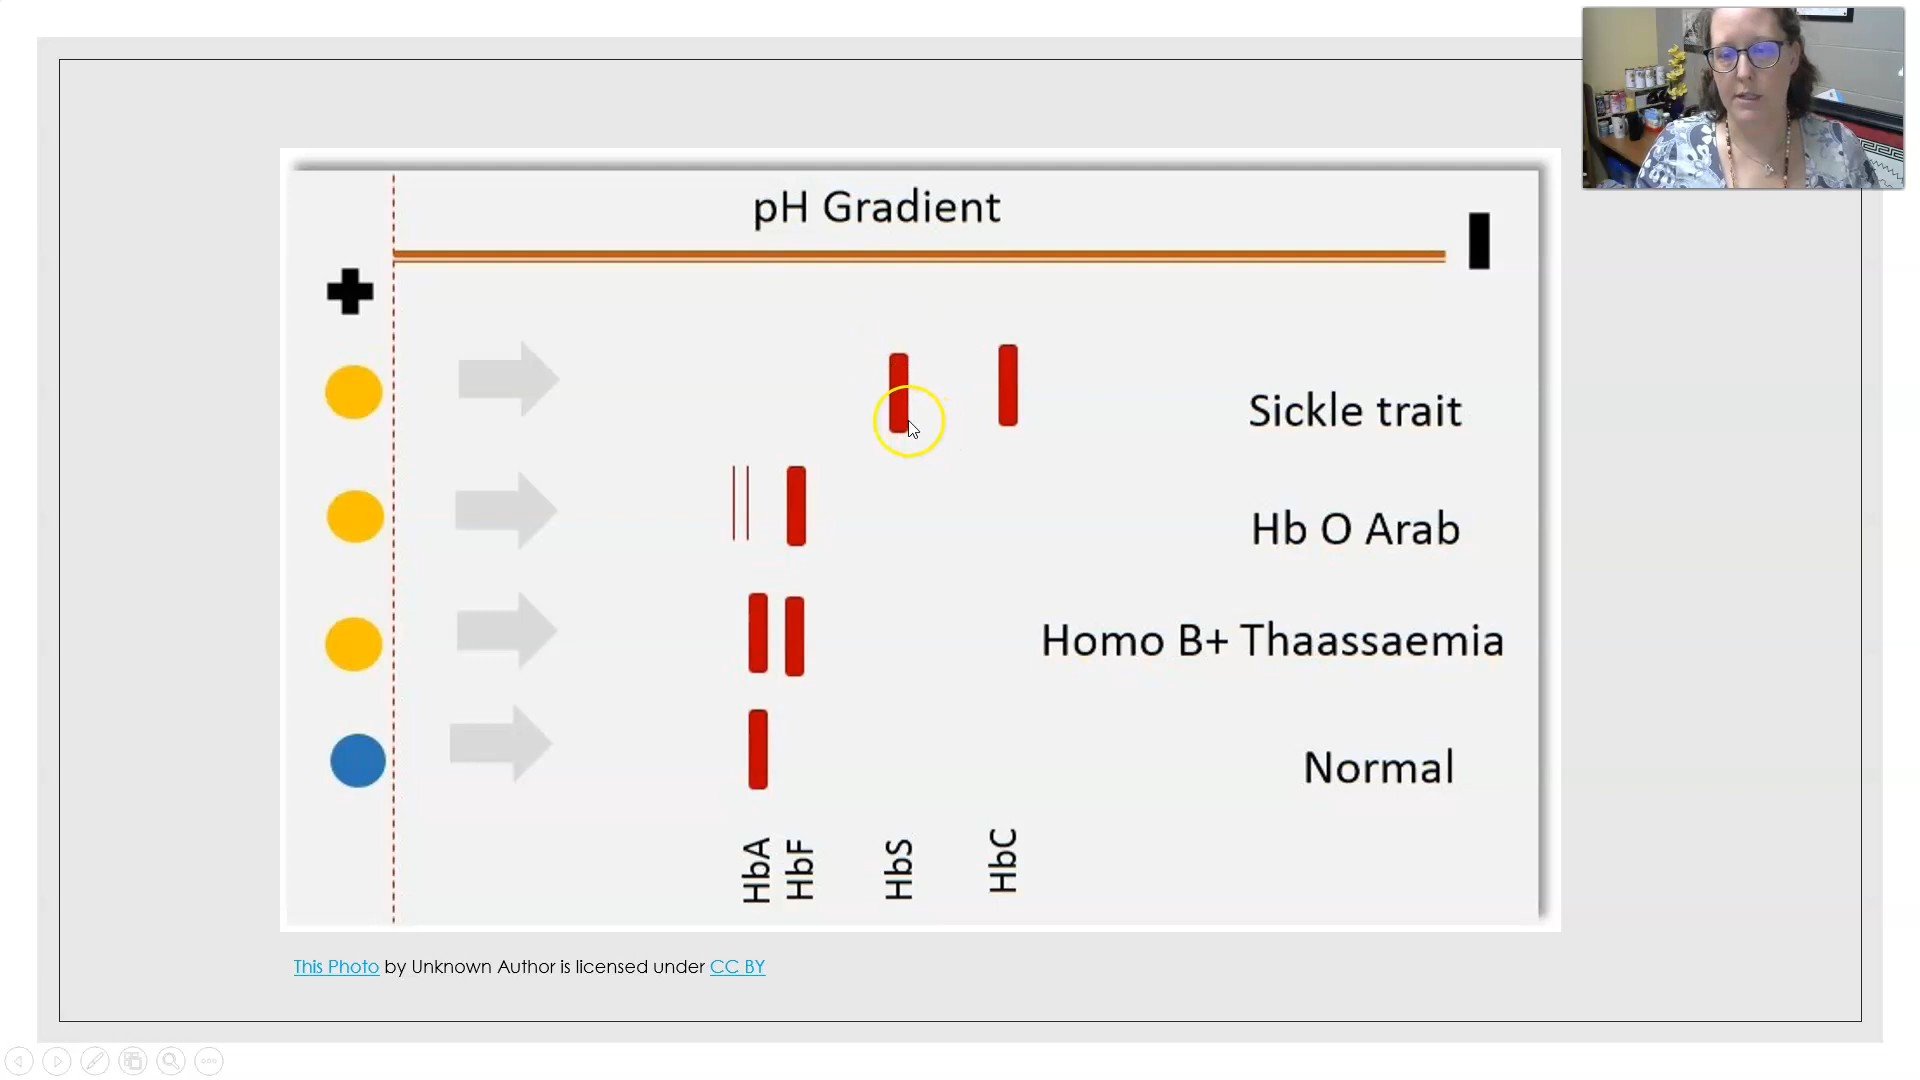 pH Gradient
Sickle trait
Hb O Arab
Homo B+ Thaassaemia
Normal
HbA
HbF
HbS
HbC
This Photo by Unknown Author is licensed under CC BY